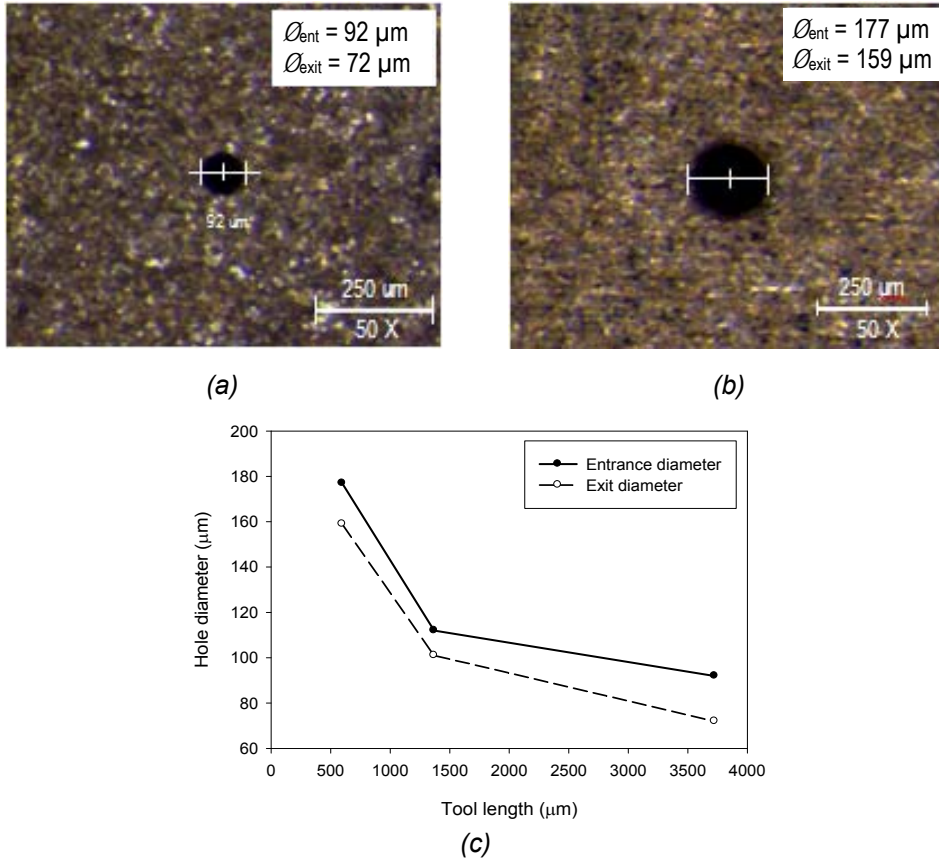 Øent = 92 µm
Øexit = 72 µm
92 um
250 um
50 X
(a)
Øent = 177 µm
Øexit = 159 µm
250 um
50 X
(b)
200
180
160
140
120
100
80
60
Hole diameter (µm)
Entrance diameter
Exit diameter
0 500 1000 1500 2000 2500 3000 3500 4000
Tool length (µm)
(c)